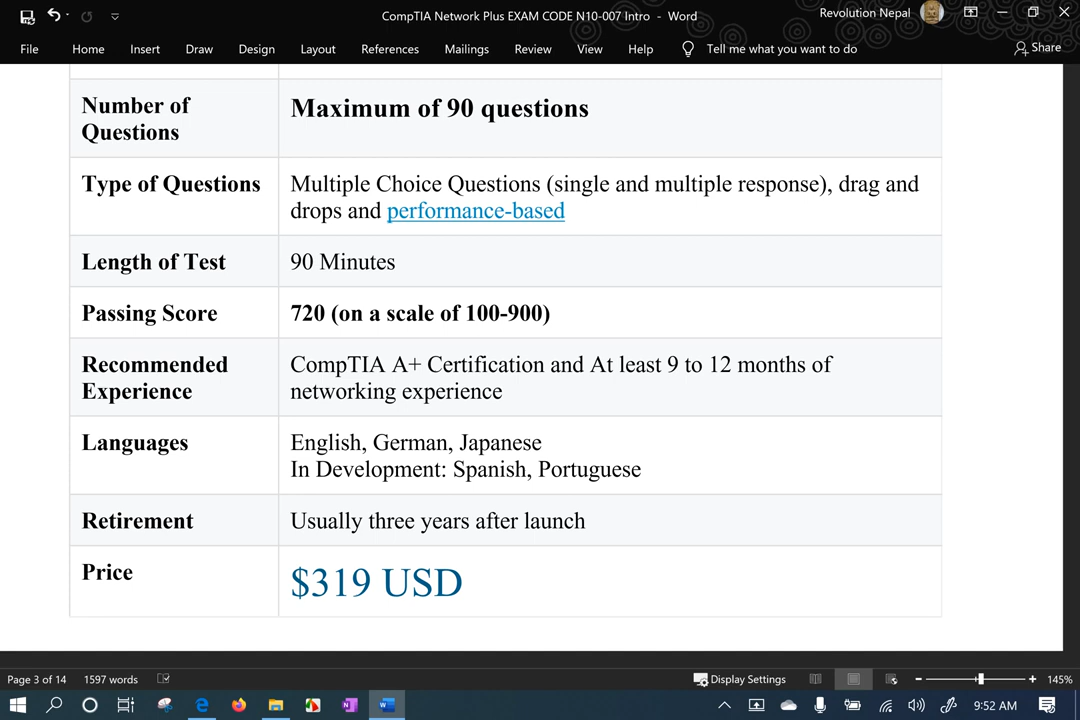 CompTIA Network Plus EXAM CODE N10-007 Intro - Word
Revolution Nepal
File Home Insert Draw Design Layout References Mailings Review View Help Tell me what you want to do Share
Number of Questions
Maximum of 90 questions
Type of Questions
Multiple Choice Questions (single and multiple response), drag and
drops and performance-based
Length of Test
90 Minutes
Passing Score
720 (on a scale of 100-900)
Recommended
Experience
CompTIA A+ Certification and At least 9 to 12 months of
networking experience
Languages
English, German, Japanese
In Development: Spanish, Portuguese
Retirement
Usually three years after launch
Price
$319 USD
Page 3 of 14 1597 words Display Settings 145%
9:52 AM